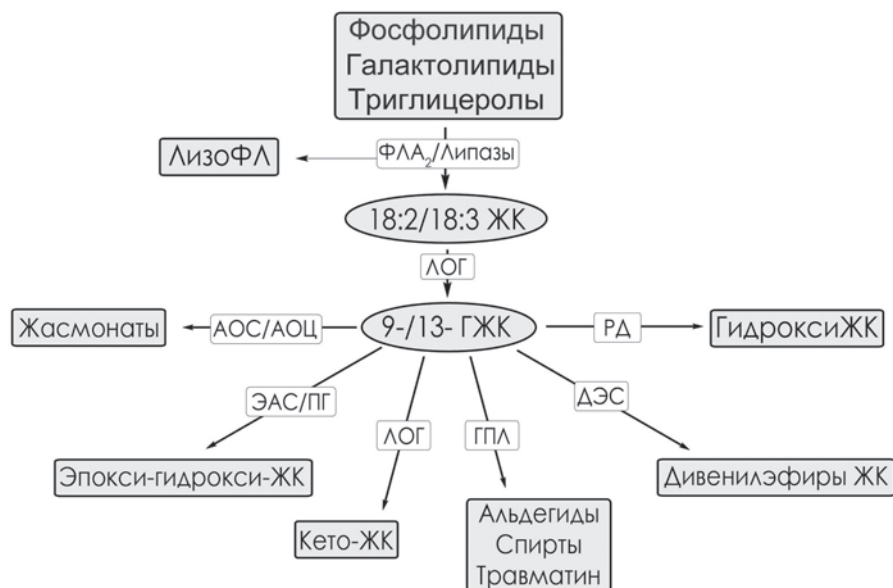 Фосфолипиды
Галактолипиды
Триглицеролы
ЛизоФЛ
ФЛА₂/Липазы
18:2/18:3 ЖК
ЛОГ
Жасмонаты
АОС/АОЦ
9-/13- ГЖК
РД
ГидроксиЖК
ЭАС/ПГ
ЛОГ
ГПЛ
ДЭС
Эпокси-гидрокси-ЖК
Дивенилэфиры ЖК
Кето-ЖК
Альдегиды
Спирты
Травматин